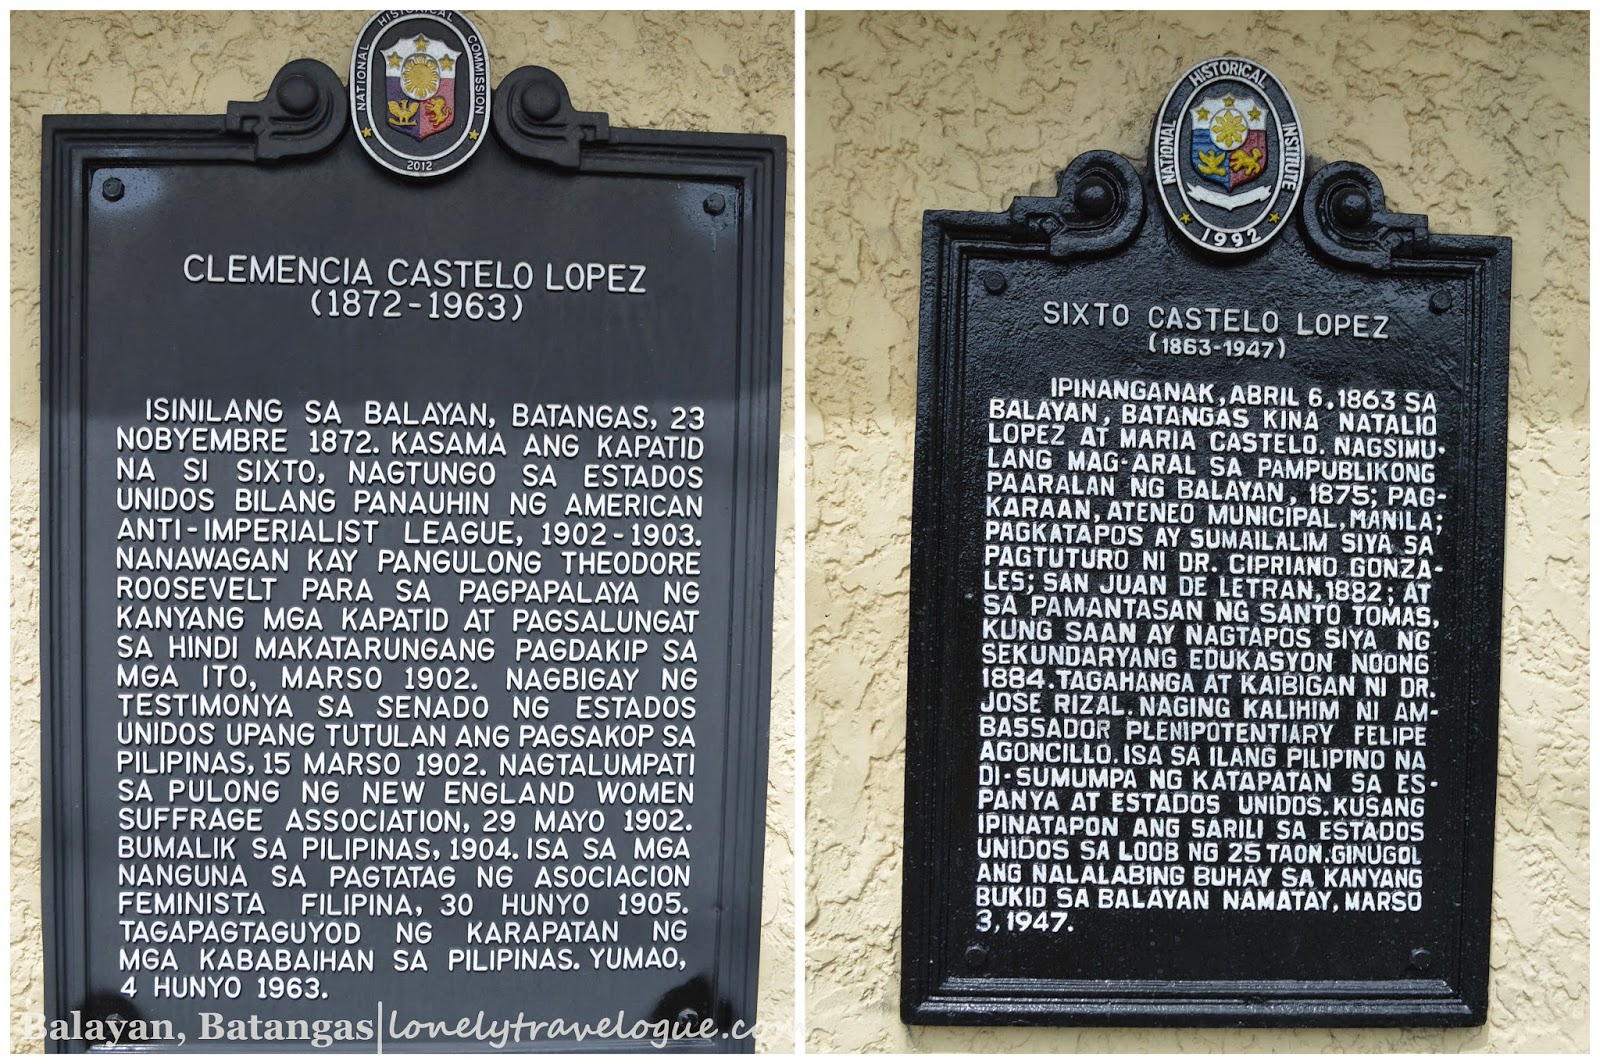 NATIONAL HISTORICAL COMMISSION
2012
CLEMENCIA CASTELO LOPEZ
(1872-1963)
ISINILANG SA BALAYAN, BATANGAS, 23
NOBYEMBRE 1872. KASAMA ANG KAPATID
NA SI SIXTO, NAGTUNGO SA ESTADOS
UNIDOS BILANG PANAUHIN NG AMERICAN
ANTI-IMPERIALIST LEAGUE, 1902-1903.
NANAWAGAN KAY PANGULONG THEODORE
ROOSEVELT PARA SA PAGPAPALAYA NG
KANYANG MGA KAPATID AT PAGSALUNGAT
SA HINDI MAKATARUNGANG PAGDAKIP SA
MGA ITO, MARSO 1902. NAGBIGAY NG
TESTIMONYA SA SENADO NG ESTADOS
UNIDOS UPANG TUTULAN ANG PAGSAKOP SA
PILIPINAS, 15 MARSO 1902. NAGTALUMPATI
SA PULONG NG NEW ENGLAND WOMEN
SUFFRAGE ASSOCIATION, 29 MAYO 1902.
BUMALIK SA PILIPINAS, 1904. ISA SA MGA
NANGUNA SA PAGTATAG NG ASOCIACION
FEMINISTA FILIPINA, 30 HUNYO 1905.
TAGAPAGTAGUYOD NG KARAPATAN NG
MGA KABABAIHAN SA PILIPINAS. YUMAO,
4 HUNYO 1963.
Balayan, Batangas|lonelytravelogue.com
NATIONAL HISTORICAL INSTITUTE
1992
SIXTO CASTELO LOPEZ
(1863-1947)
IPINANGANAK, ABRIL 6, 1863 SA
BALAYAN, BATANGAS KINA NATALIO
LOPEZ AT MARIA CASTELO. NAGSIMU-
LANG MAG-ARAL SA PAMPUBLIKONG
PAARALAN NG BALAYAN, 1875; PAG-
KARAAN, ATENEO MUNICIPAL, MANILA;
PAGKATAPOS AY SUMAILALIM SIYA SA
PAGTUTURO NI DR. CIPRIANO GONZA-
LES; SAN JUAN DE LETRAN, 1882; AT
SA PAMANTASAN NG SANTO TOMAS,
KUNG SAAN AY NAGTAPOS SIYA NG
SEKUNDARYANG EDUKASYON NOONG
1884. TAGAHANGA AT KAIBIGAN NI DR.
JOSE RIZAL. NAGING KALIHIM NI AM-
BASSADOR PLENIPOTENTIARY FELIPE
AGONCILLO. ISA SA ILANG PILIPINO NA
DI-SUMUMPA NG KATAPATAN SA ES-
PANYA AT ESTADOS UNIDOS. KUSANG
IPINATAPON ANG SARILI SA ESTADOS
UNIDOS SA LOOB NG 25 TAON. GINUGOL
ANG NALALABING BUHAY SA KANYANG
BUKID SA BALAYAN NAMATAY, MARSO
3, 1947.